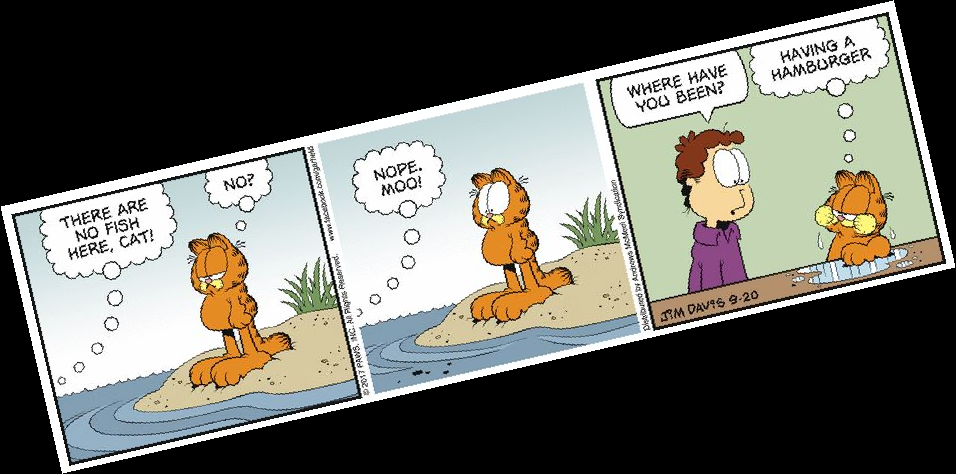 THERE ARE
NO FISH
HERE, CAT!
NO?
www.facebook.com/garfield
© 2017 PAWS, INC. All Rights Reserved.
NOPE.
MOO!
Distributed by Andrews McMeel Syndication
WHERE HAVE
YOU BEEN?
HAVING A
HAMBURGER
JIM DAVIS 9-20